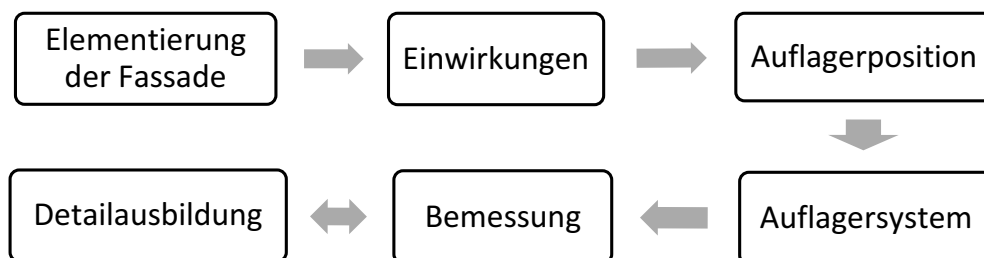 Elementierung
der Fassade
Einwirkungen
Auflagerposition
Detailausbildung
Bemessung
Auflagersystem